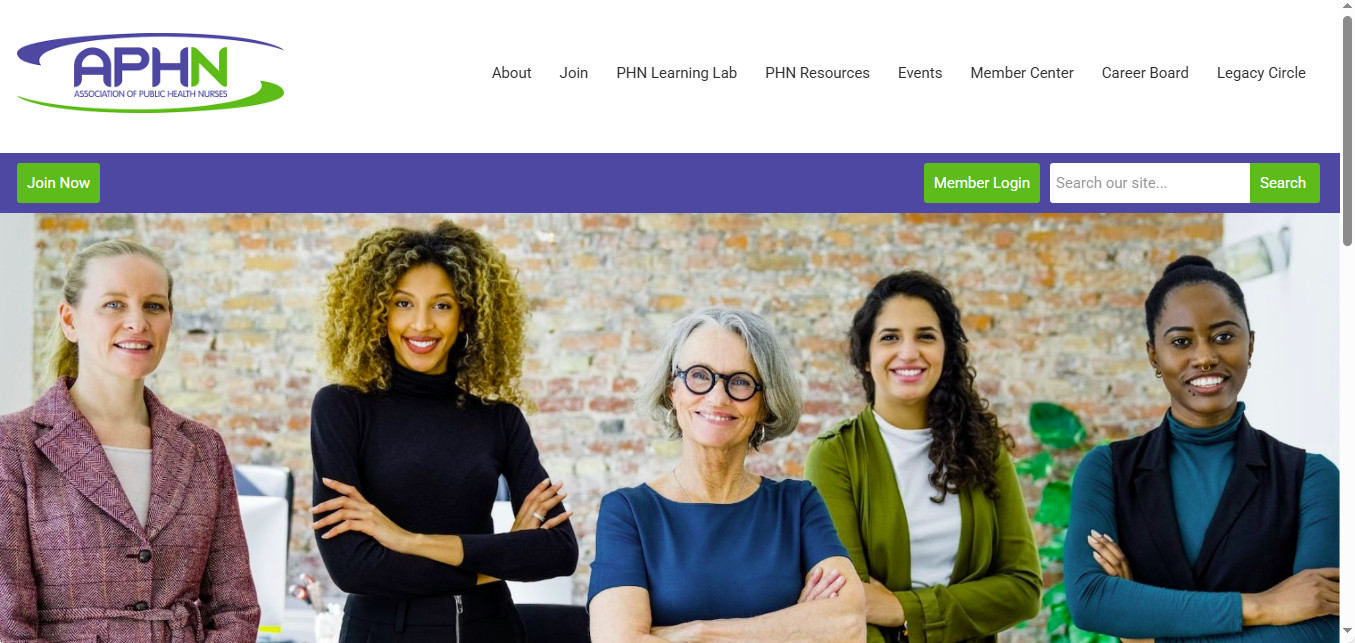 APHN
ASSOCIATION OF PUBLIC HEALTH NURSES
About Join PHN Learning Lab PHN Resources Events Member Center Career Board Legacy Circle
Join Now Member Login Search our site... Search